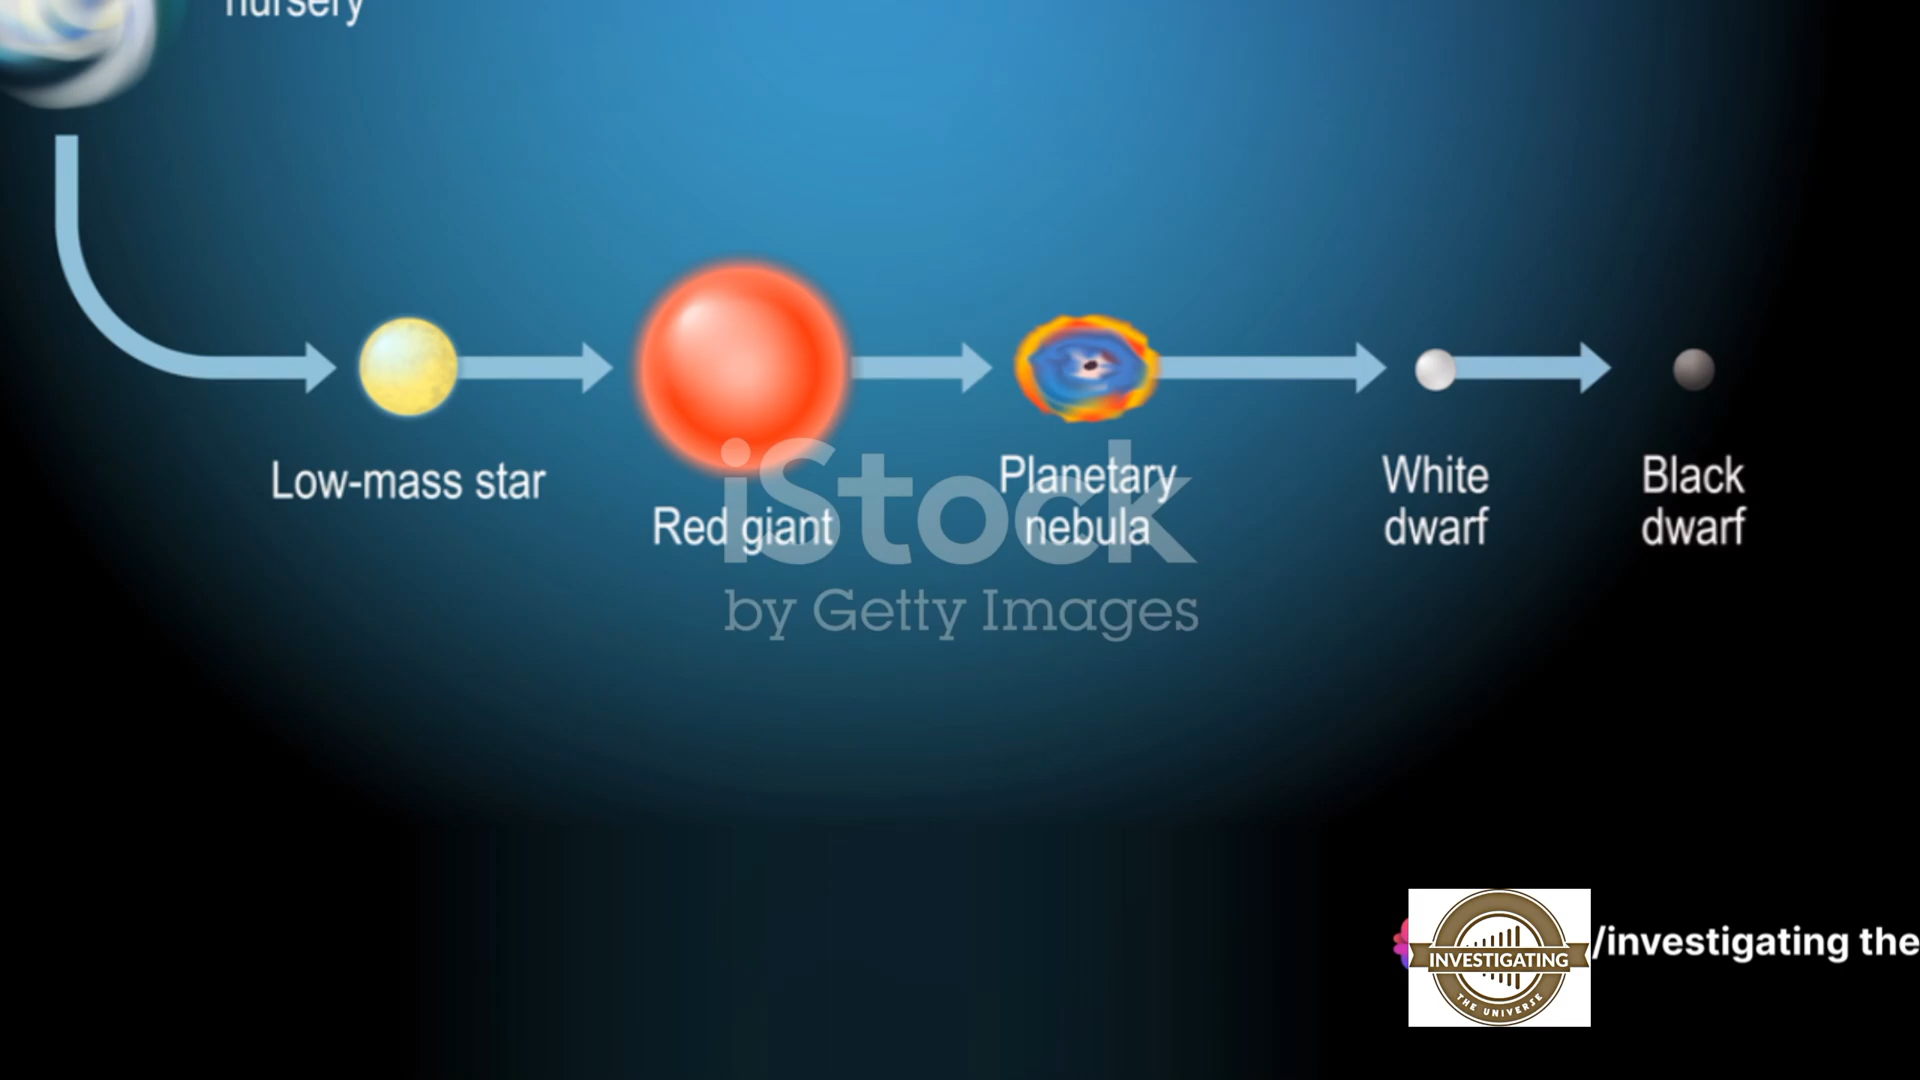 nursery
Low-mass star
Red giant
Planetary
nebula
White
dwarf
Black
dwarf
iStock
by Getty Images
/investigating the
INVESTIGATING
THE UNIVERSE